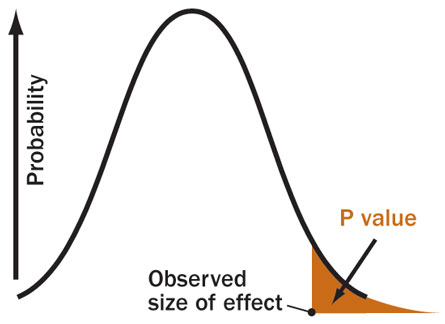 Probability
P value
Observed
size of effect